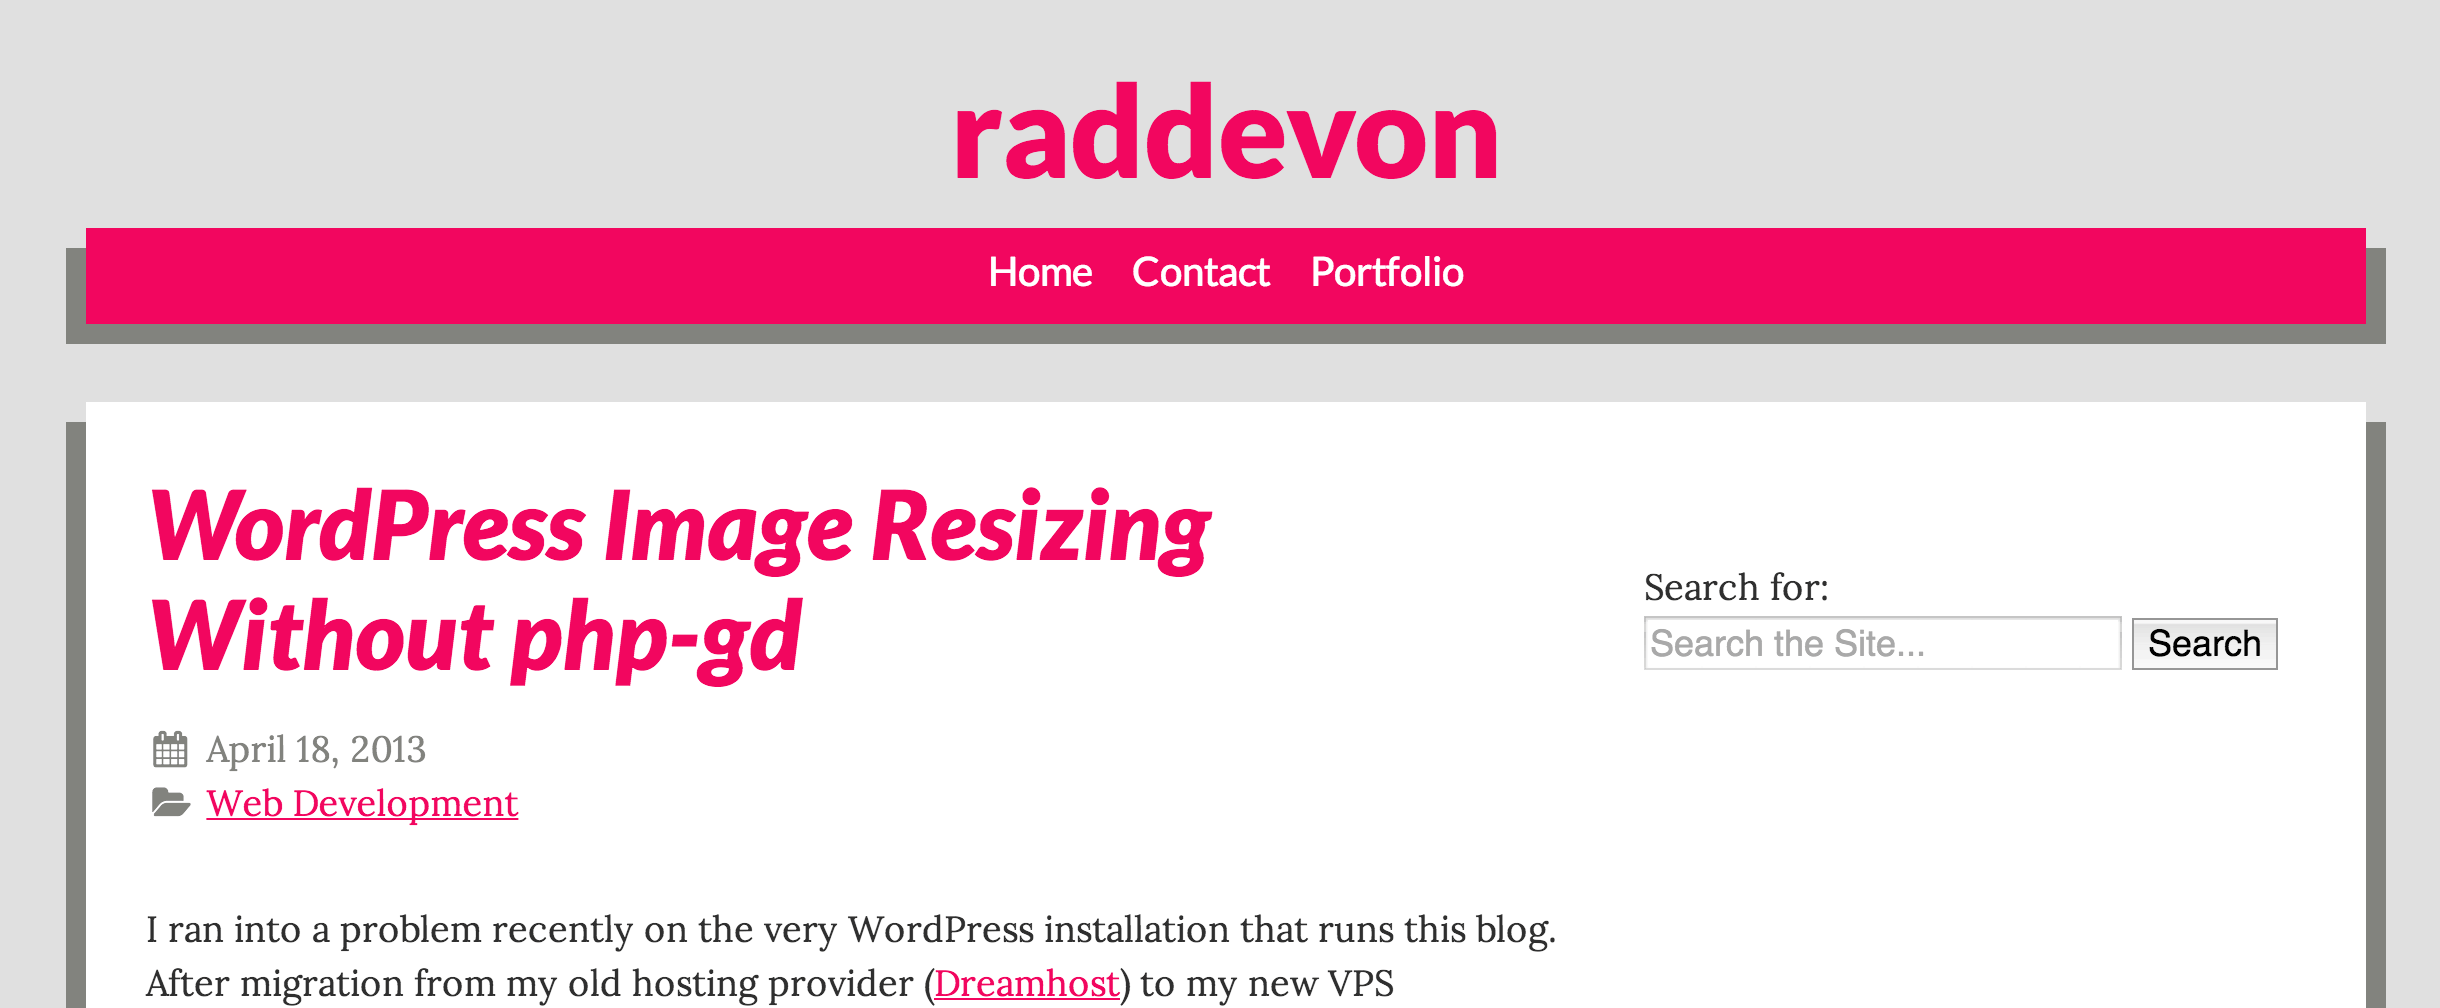 raddevon
Home Contact Portfolio
WordPress Image Resizing
Without php-gd
April 18, 2013
Web Development
I ran into a problem recently on the very WordPress installation that runs this blog.
After migration from my old hosting provider (Dreamhost) to my new VPS
Search for:
Search the Site... Search